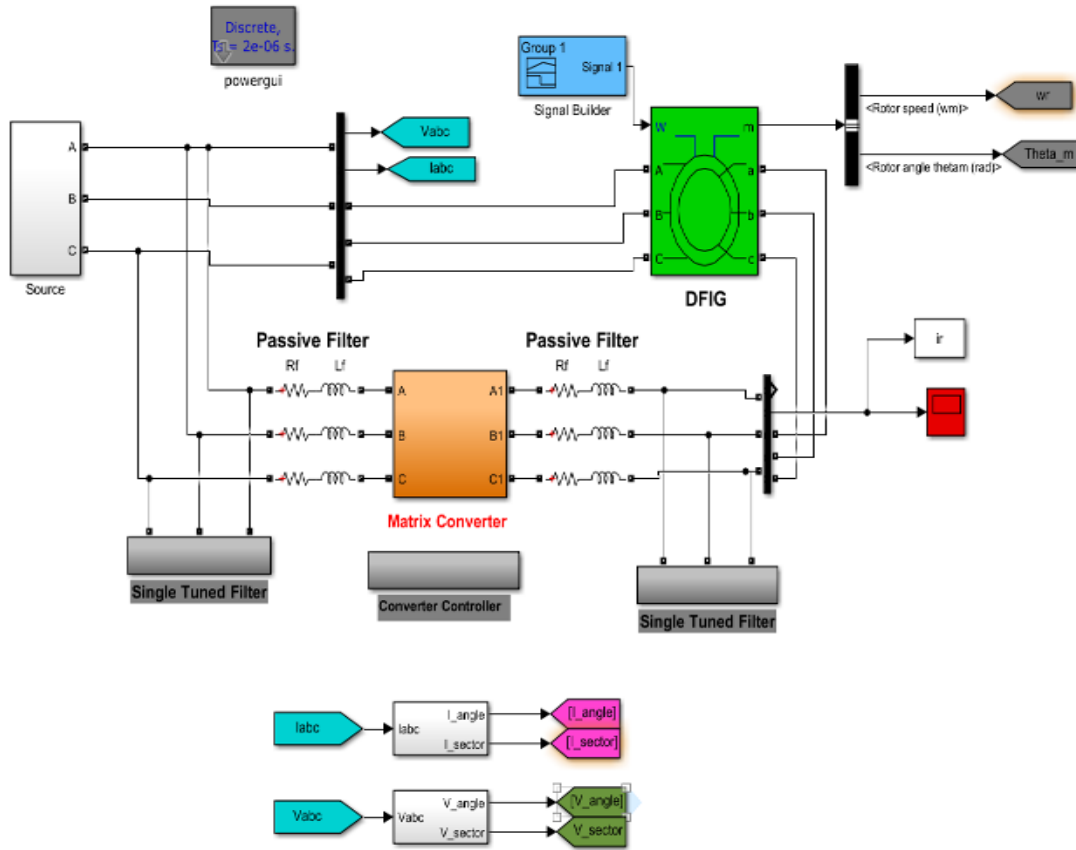 Discrete,
Ts = 2e-06 s.
powergui
Group 1
Signal 1
Signal Builder
<Rotor speed (wm)>
wr
<Rotor angle thetam (rad)>
Theta_m
Vabc
Iabc
A
B
C
Source
W
m
A
a
B
b
C
c
DFIG
Passive Filter
Rf
Lf
Passive Filter
Rf
Lf
ir
A
A1
B
B1
C
C1
Matrix Converter
Single Tuned Filter
Converter Controller
Single Tuned Filter
Iabc
Iabc
I_angle
I_sector
[I_angle]
[I_sector]
Vabc
Vabc
V_angle
V_sector
[V_angle]
V_sector